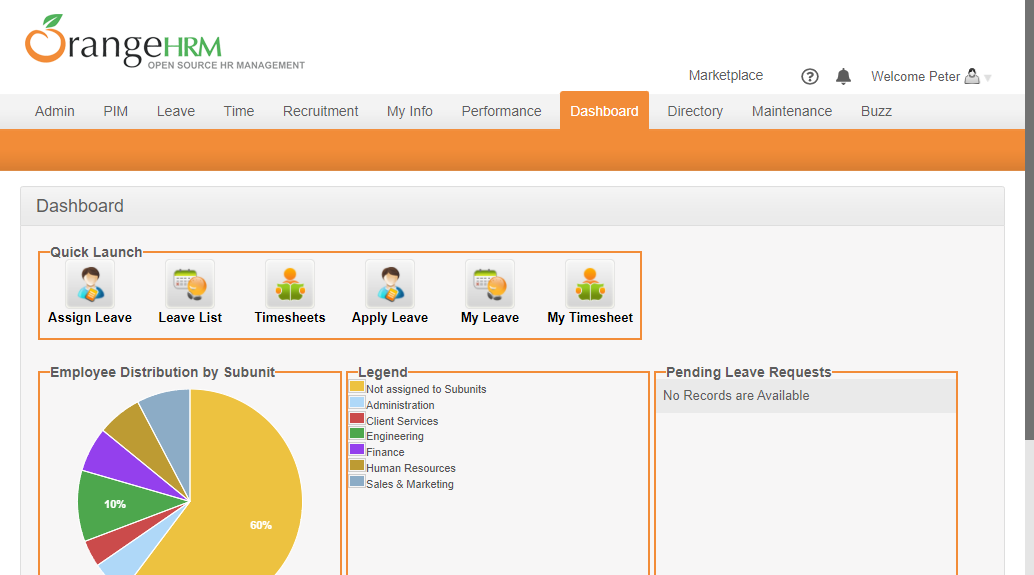 OrangeHRM
OPEN SOURCE HR MANAGEMENT
Marketplace ? Welcome Peter
Admin PIM Leave Time Recruitment My Info Performance Dashboard Directory Maintenance Buzz
Dashboard
Quick Launch
Assign Leave Leave List Timesheets Apply Leave My Leave My Timesheet
Employee Distribution by Subunit
10%
60%
Legend
Not assigned to Subunits
Administration
Client Services
Engineering
Finance
Human Resources
Sales & Marketing
Pending Leave Requests
No Records are Available